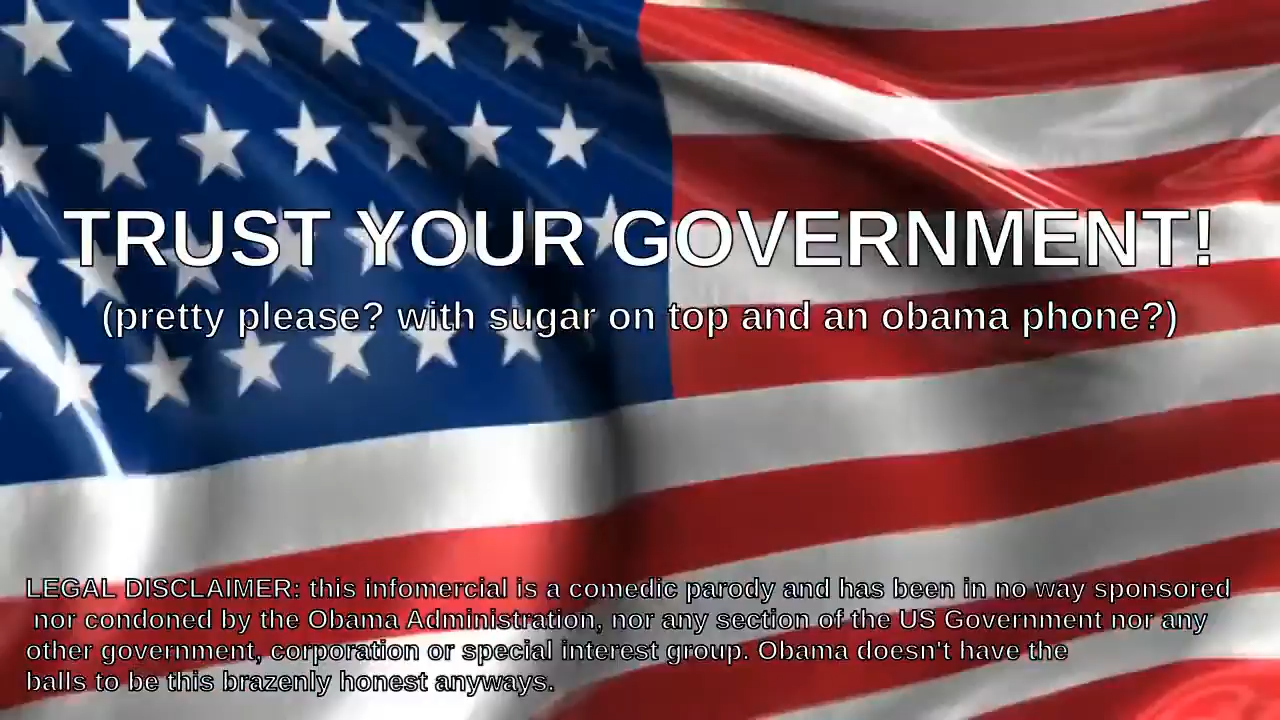 TRUST YOUR GOVERNMENT!
(pretty please? with sugar on top and an obama phone?)
LEGAL DISCLAIMER: this infomercial is a comedic parody and has been in no way sponsored
nor condoned by the Obama Administration, nor any section of the US Government nor any
other government, corporation or special interest group. Obama doesn't have the
balls to be this brazenly honest anyways.